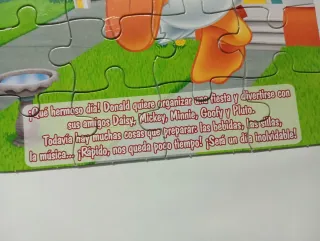 ¡Qué hermoso día! Donald quiere organizar una fiesta y divertirse con
sus amigos Daisy, Mickey, Minnie, Goofy y Pluto.
Todavía hay muchas cosas que preparar: las bebidas, las sillas,
la música... ¡Rápido, nos queda poco tiempo! ¡Será un día inolvidable!